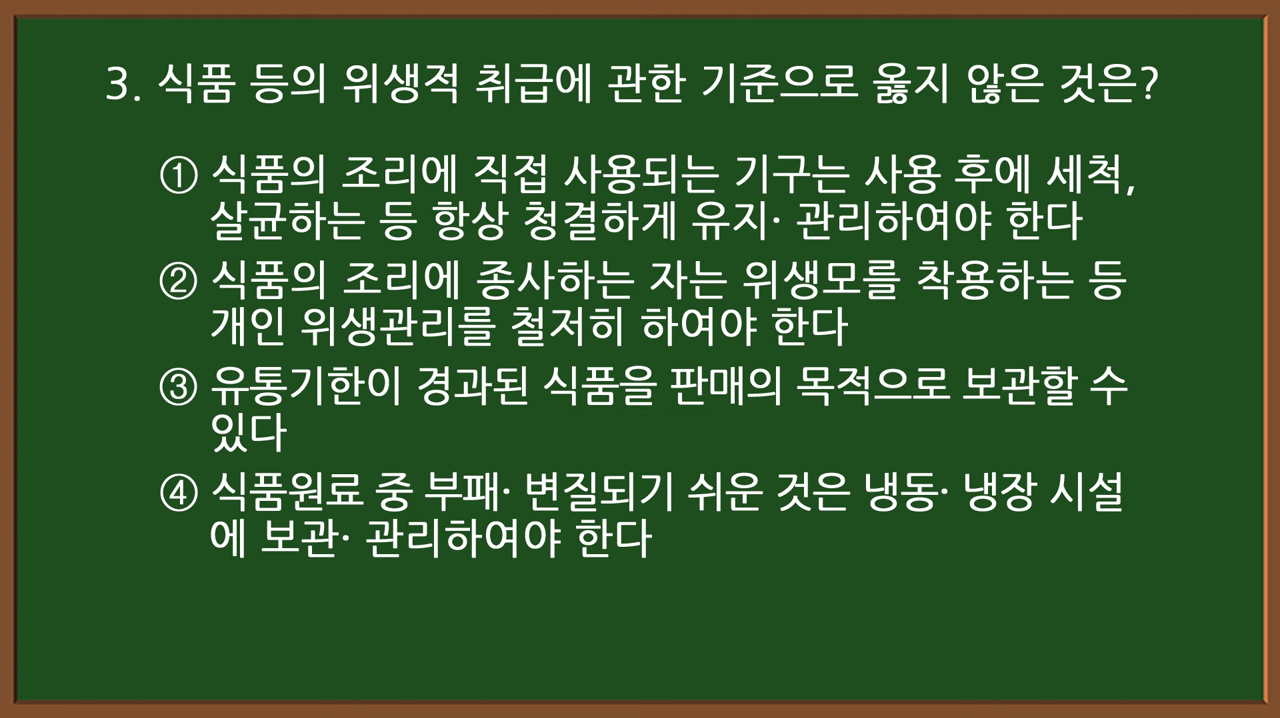 3. 식품 등의 위생적 취급에 관한 기준으로 옳지 않은 것은?
① 식품의 조리에 직접 사용되는 기구는 사용 후에 세척,
살균하는 등 항상 청결하게 유지· 관리하여야 한다
② 식품의 조리에 종사하는 자는 위생모를 착용하는 등
개인 위생관리를 철저히 하여야 한다
③ 유통기한이 경과된 식품을 판매의 목적으로 보관할 수
있다
④ 식품원료 중 부패· 변질되기 쉬운 것은 냉동· 냉장 시설
에 보관· 관리하여야 한다